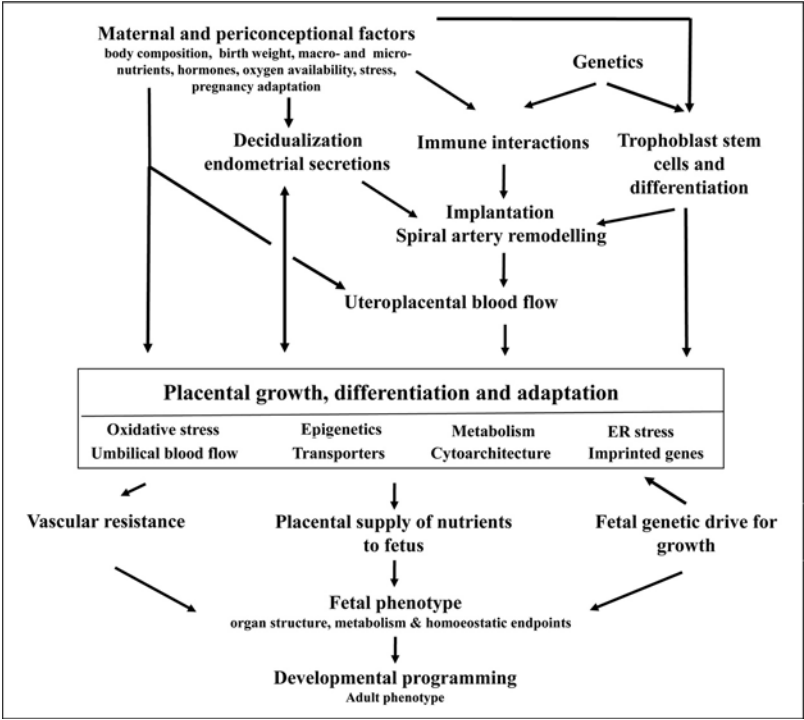 Maternal and periconceptional factors
body composition, birth weight, macro- and micro-
nutrients, hormones, oxygen availability, stress,
pregnancy adaptation
Genetics
Decidualization
endometrial secretions
Immune interactions
Trophoblast stem
cells and
differentiation
Implantation
Spiral artery remodelling
Uteroplacental blood flow
Placental growth, differentiation and adaptation
Oxidative stress
Umbilical blood flow
Epigenetics
Transporters
Metabolism
Cytoarchitecture
ER stress
Imprinted genes
Vascular resistance
Placental supply of nutrients
to fetus
Fetal genetic drive for
growth
Fetal phenotype
organ structure, metabolism & homoeostatic endpoints
Developmental programming
Adult phenotype